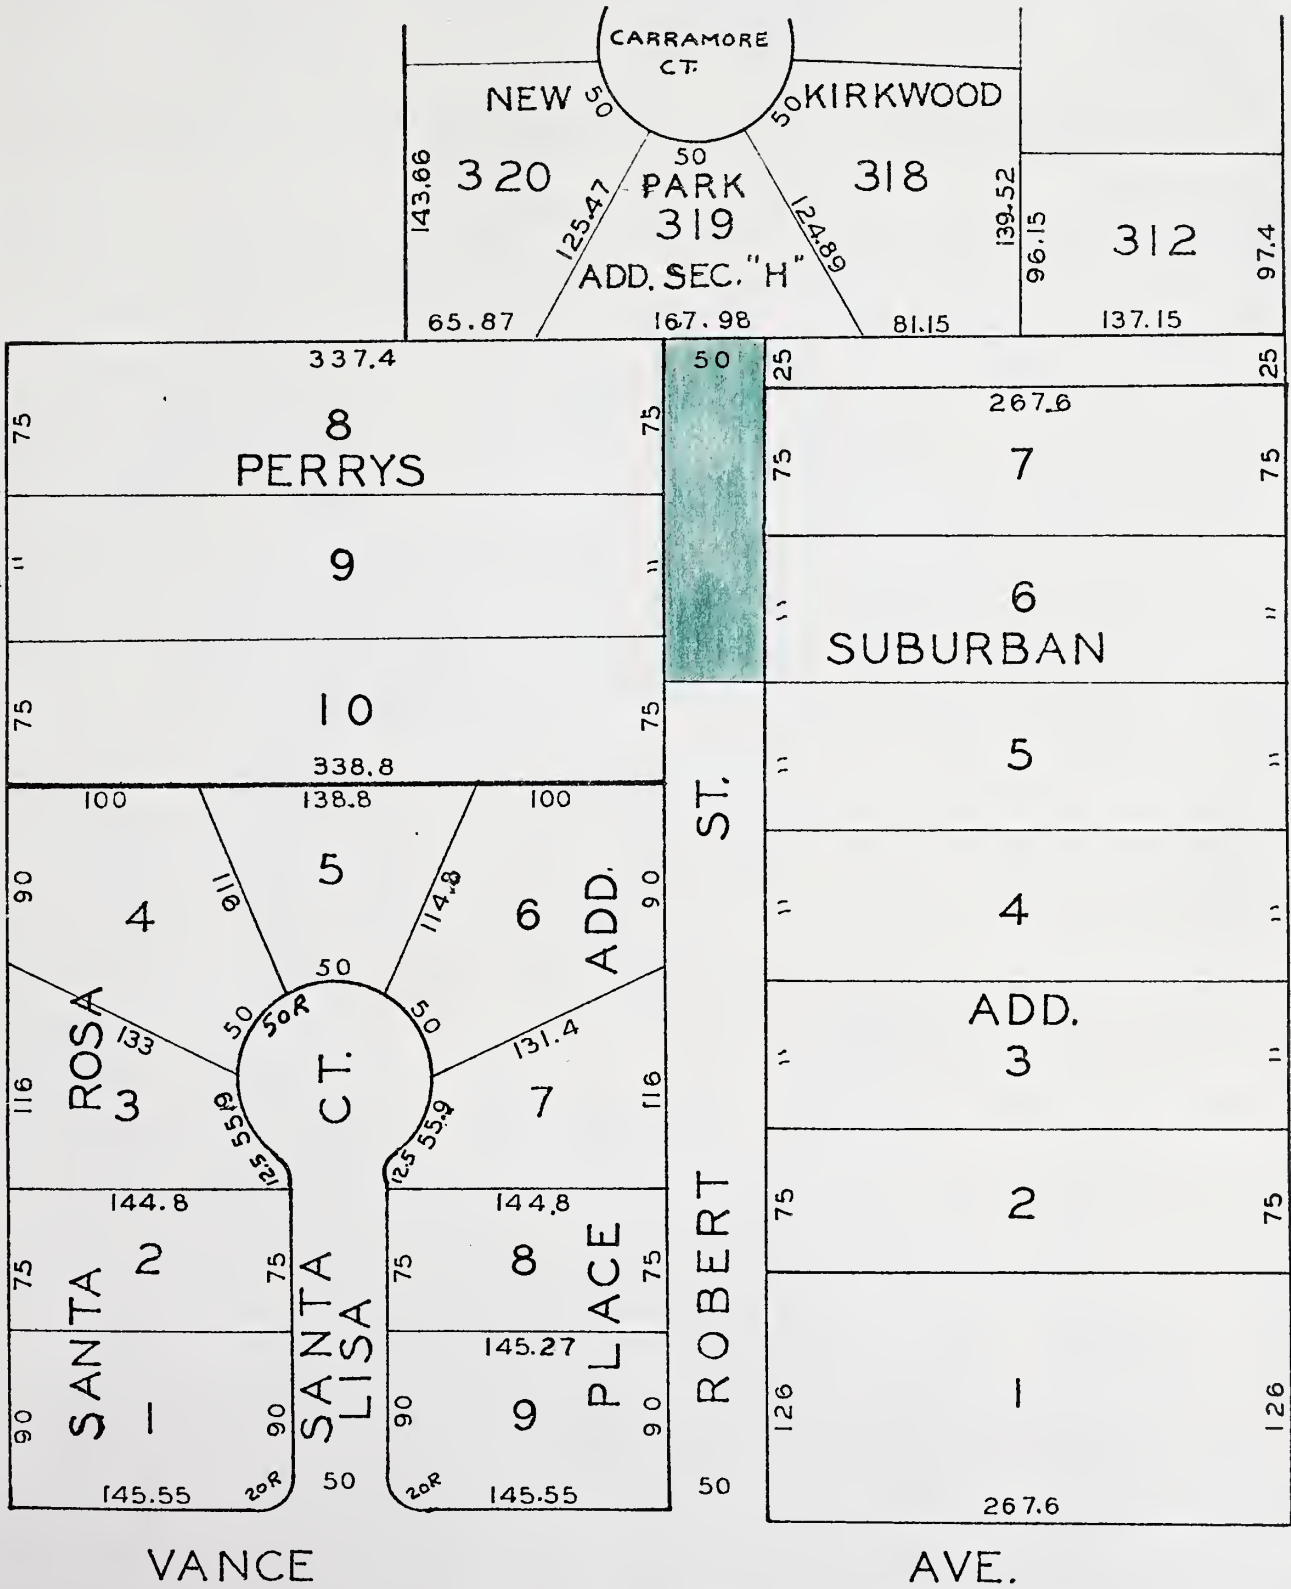 CARRAMORE
CT.
NEW 50 50 KIRKWOOD
143.66 320 125.47
50
PARK
319
ADD. SEC. "H"
124.89 318 139.52
96.15 312 97.4
65.87 167.98 81.15 137.15
337.4 50 25 25
75 8 75
PERRYS
267.6
75 7 75
" 9 "
" 6 "
SUBURBAN
75 10 75
338.8
" 5 "
100 138.8 100
90 4 118 5 114.8 6 90
ADD.
ST.
" 4 "
50
50 50R 50
133 131.4
ROSA
CT.
116 3 55.9 12.5
12.5 55.9 7 116
ADD.
" 3 "
144.8 144.8
75 2 75
75 8 75
75 2 75
SANTA
SANTA
LISA
PLACE
ROBERT
145.27
90 1 90
90 9 90
126 1 126
145.55 20R 50 20R 145.55 50
267.6
VANCE AVE.